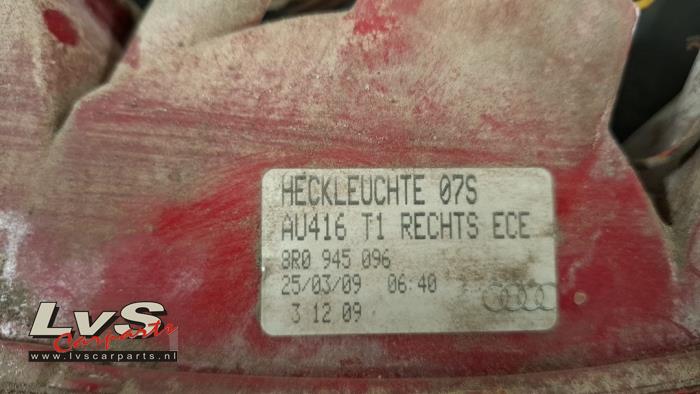 HECKLEUCHTE 07S
AU416 T1 RECHTS ECE
8R0 945 096
25/03/09 06:40
3 12 09
LvS
Carparts
www.lvscarparts.nl